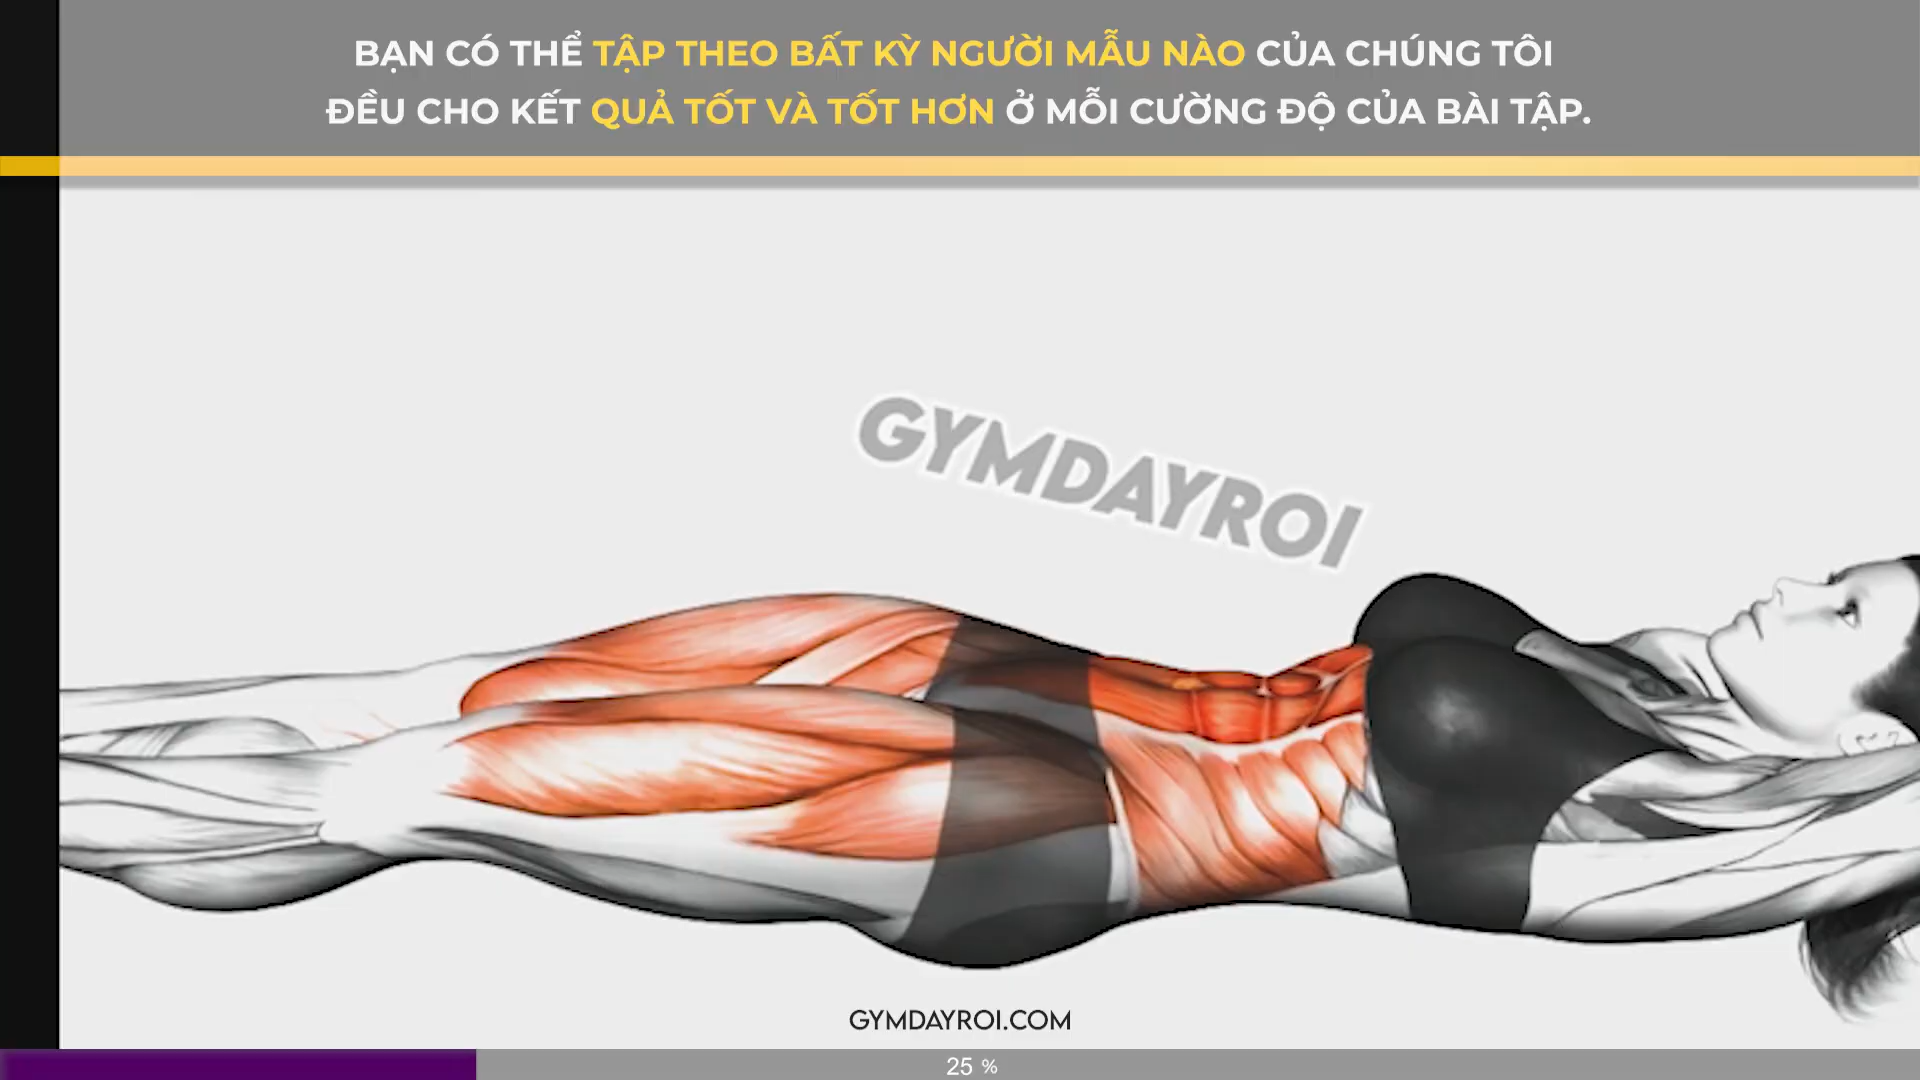 BẠN CÓ THỂ TẬP THEO BẤT KỲ NGƯỜI MẪU NÀO CỦA CHÚNG TÔI
ĐỀU CHO KẾT QUẢ TỐT VÀ TỐT HƠN Ở MỖI CƯỜNG ĐỘ CỦA BÀI TẬP.
GYMDAYROI
GYMDAYROI.COM
25 %